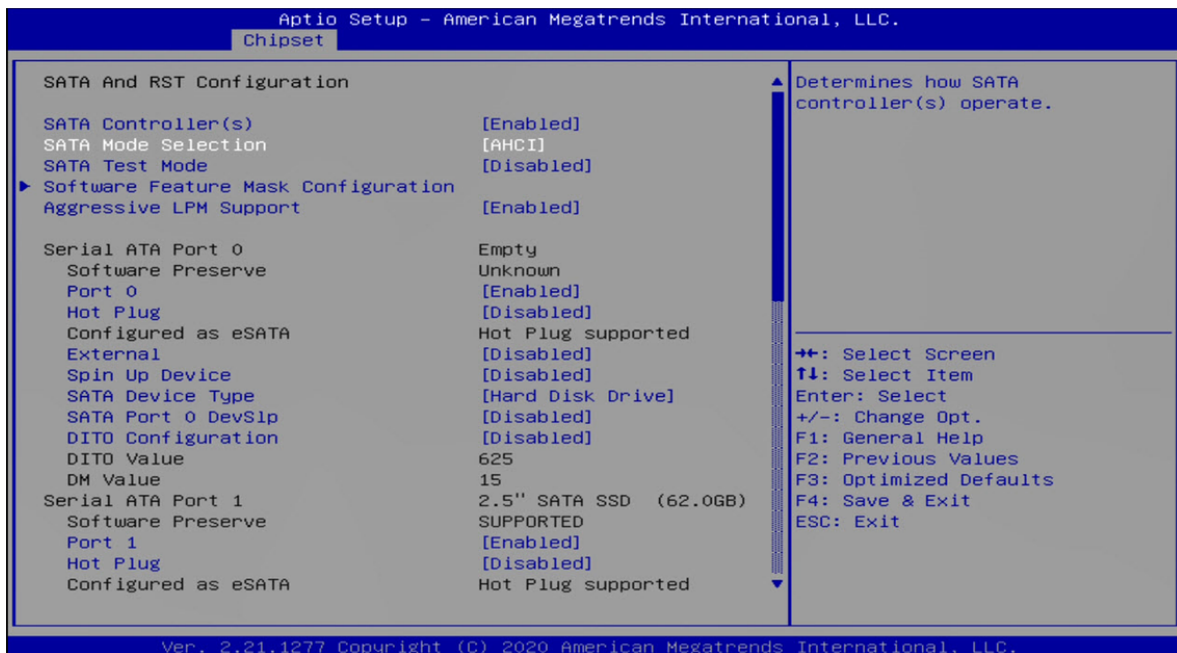 Aptio Setup – American Megatrends International, LLC.
Chipset
SATA And RST Configuration
SATA Controller(s) [Enabled]
SATA Mode Selection [AHCI]
SATA Test Mode [Disabled]
Software Feature Mask Configuration
Aggressive LPM Support [Enabled]
Serial ATA Port 0 Empty
Software Preserve Unknown
Port 0 [Enabled]
Hot Plug [Disabled]
Configured as eSATA Hot Plug supported
External [Disabled]
Spin Up Device [Disabled]
SATA Device Type [Hard Disk Drive]
SATA Port 0 DevSlp [Disabled]
DITO Configuration [Disabled]
DITO Value 625
DM Value 15
Serial ATA Port 1 2.5" SATA SSD (62.0GB)
Software Preserve SUPPORTED
Port 1 [Enabled]
Hot Plug [Disabled]
Configured as eSATA Hot Plug supported
Determines how SATA
controller(s) operate.
→←: Select Screen
↑↓: Select Item
Enter: Select
+/-: Change Opt.
F1: General Help
F2: Previous Values
F3: Optimized Defaults
F4: Save & Exit
ESC: Exit
Ver. 2.21.1277 Copyright (C) 2020 American Megatrends International, LLC.